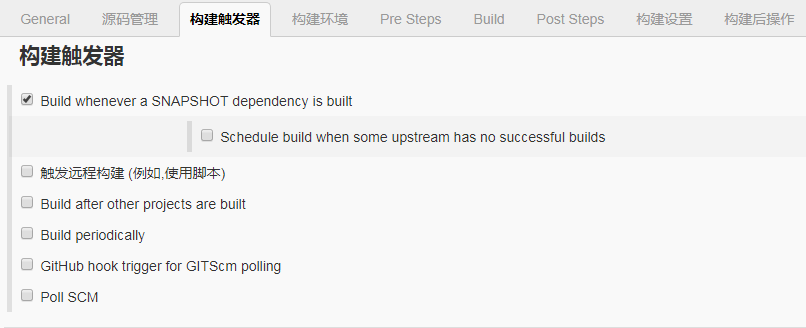 General 源码管理 构建触发器 构建环境 Pre Steps Build Post Steps 构建设置 构建后操作
构建触发器
Build whenever a SNAPSHOT dependency is built
Schedule build when some upstream has no successful builds
触发远程构建 (例如,使用脚本)
Build after other projects are built
Build periodically
GitHub hook trigger for GITScm polling
Poll SCM